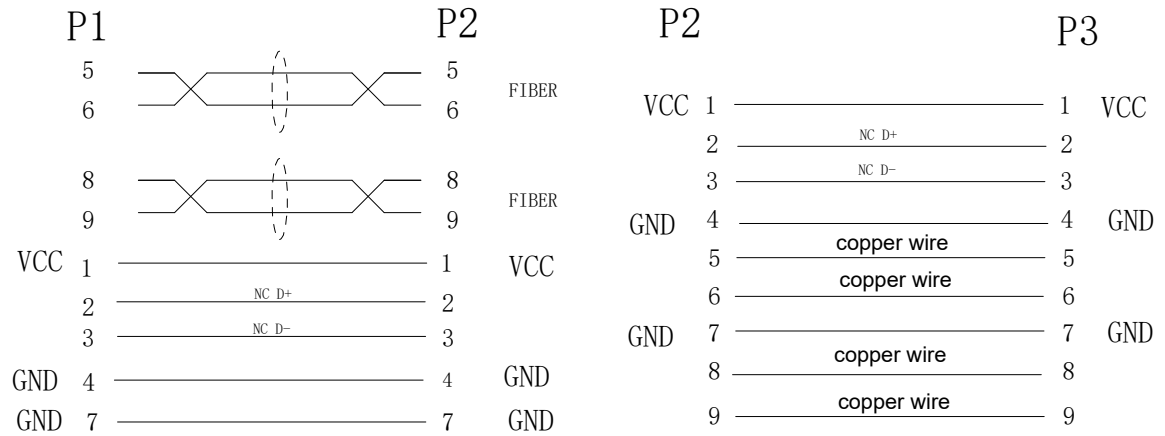 P1 P2
5 5 FIBER
6 6
8 8 FIBER
9 9
VCC 1 1 VCC
2 NC D+ 2
3 NC D- 3
GND 4 4 GND
GND 7 7 GND
P2 P3
VCC 1 1 VCC
2 NC D+ 2
3 NC D- 3
GND 4 4 GND
copper wire
5 5
copper wire
6 6
GND 7 7 GND
copper wire
8 8
copper wire
9 9